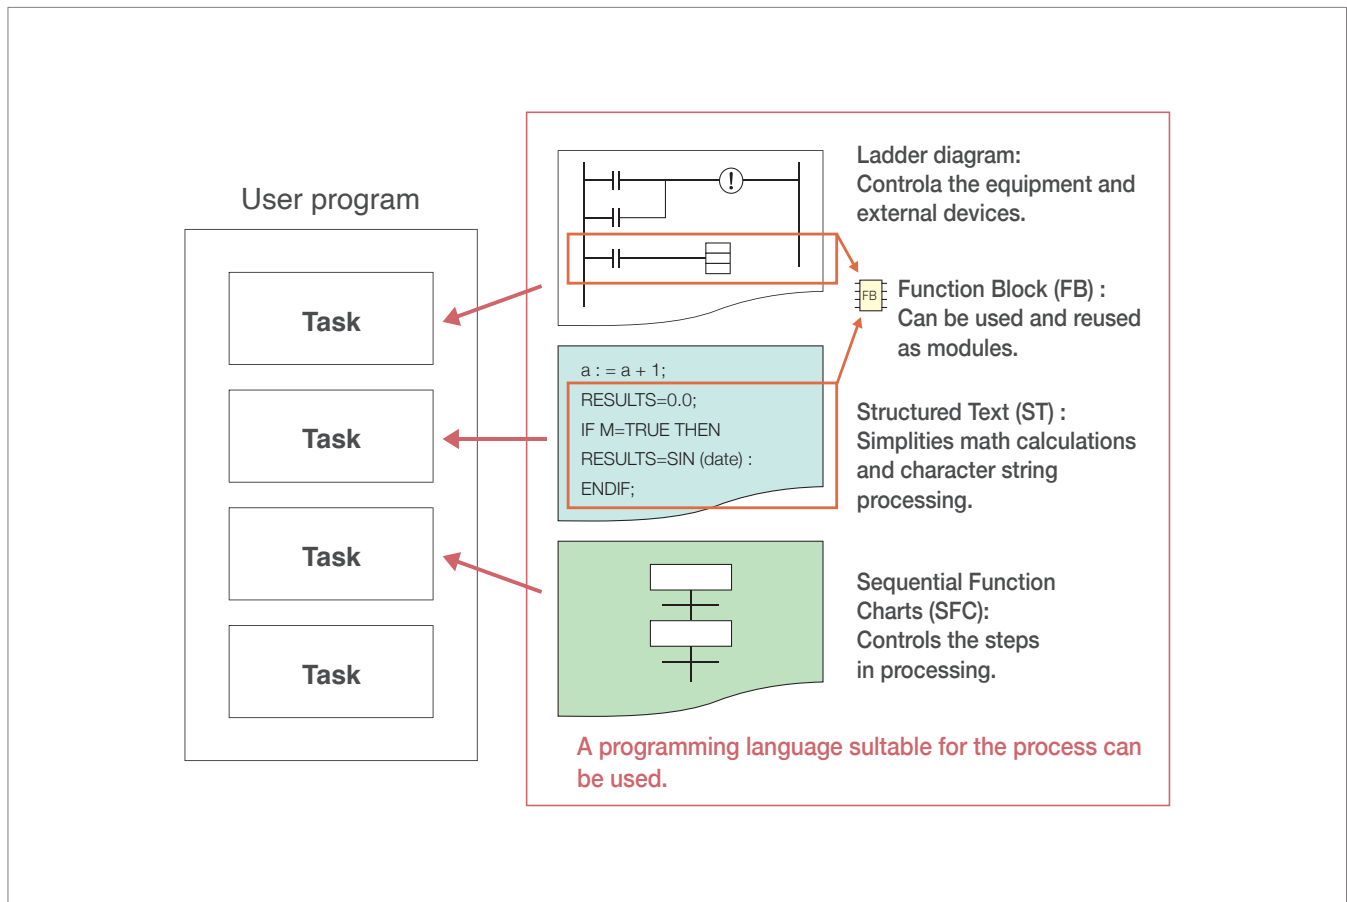 User program
Task
Task
Task
Task
Ladder diagram:
Controla the equipment and
external devices.
!
FB
Function Block (FB) :
Can be used and reused
as modules.
a : = a + 1;
RESULTS=0.0;
IF M=TRUE THEN
RESULTS=SIN (date) :
ENDIF;
Structured Text (ST) :
Simplities math calculations
and character string
processing.
Sequential Function
Charts (SFC):
Controls the steps
in processing.
A programming language sultable for the process can
be used.